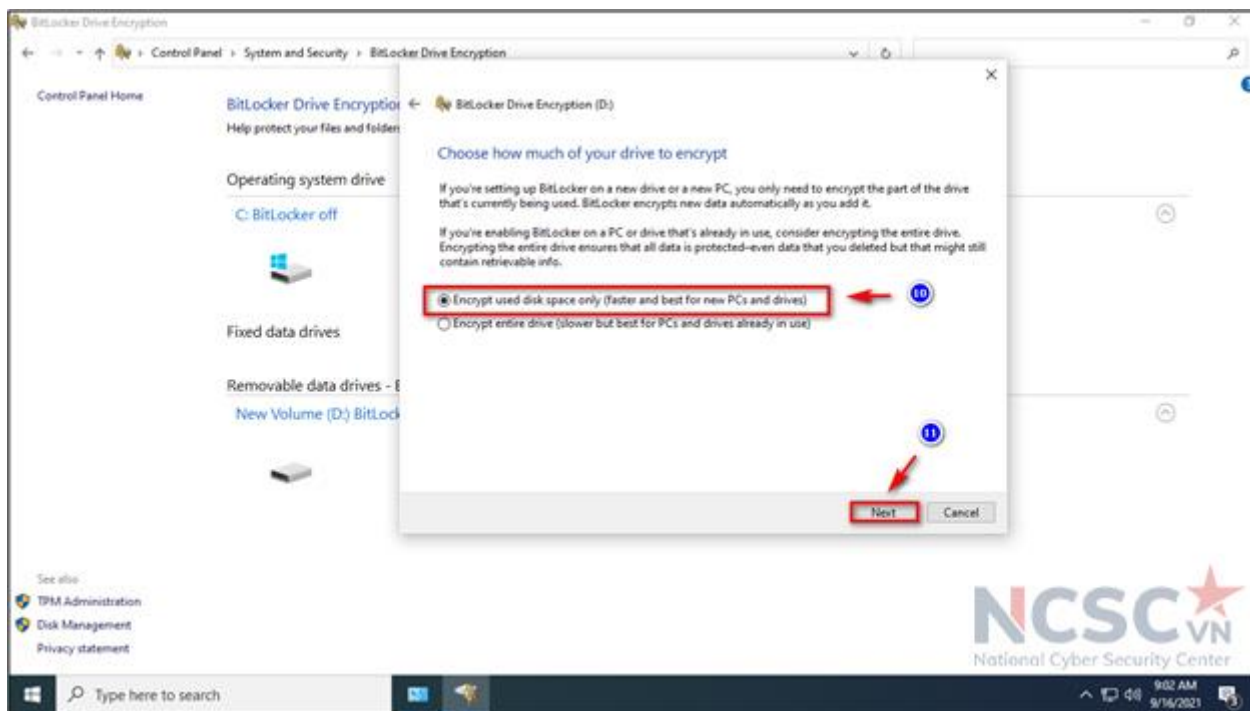 BitLocker Drive Encryption
Control Panel › System and Security › BitLocker Drive Encryption
Control Panel Home
BitLocker Drive Encryption
Help protect your files and folders
Operating system drive
C: BitLocker off
Fixed data drives
Removable data drives - B
New Volume (D:) BitLock
BitLocker Drive Encryption (D:)
Choose how much of your drive to encrypt
If you're setting up BitLocker on a new drive or a new PC, you only need to encrypt the part of the drive
that's currently being used. BitLocker encrypts new data automatically as you add it.
If you're enabling BitLocker on a PC or drive that's already in use, consider encrypting the entire drive.
Encrypting the entire drive ensures that all data is protected–even data that you deleted but that might still
contain retrievable info.
Encrypt used disk space only (faster and best for new PCs and drives)
10
Encrypt entire drive (slower but best for PCs and drives already in use)
11
Next
Cancel
See also
TPM Administration
Disk Management
Privacy statement
NCSC VN
National Cyber Security Center
Type here to search
9:02 AM
9/16/2021